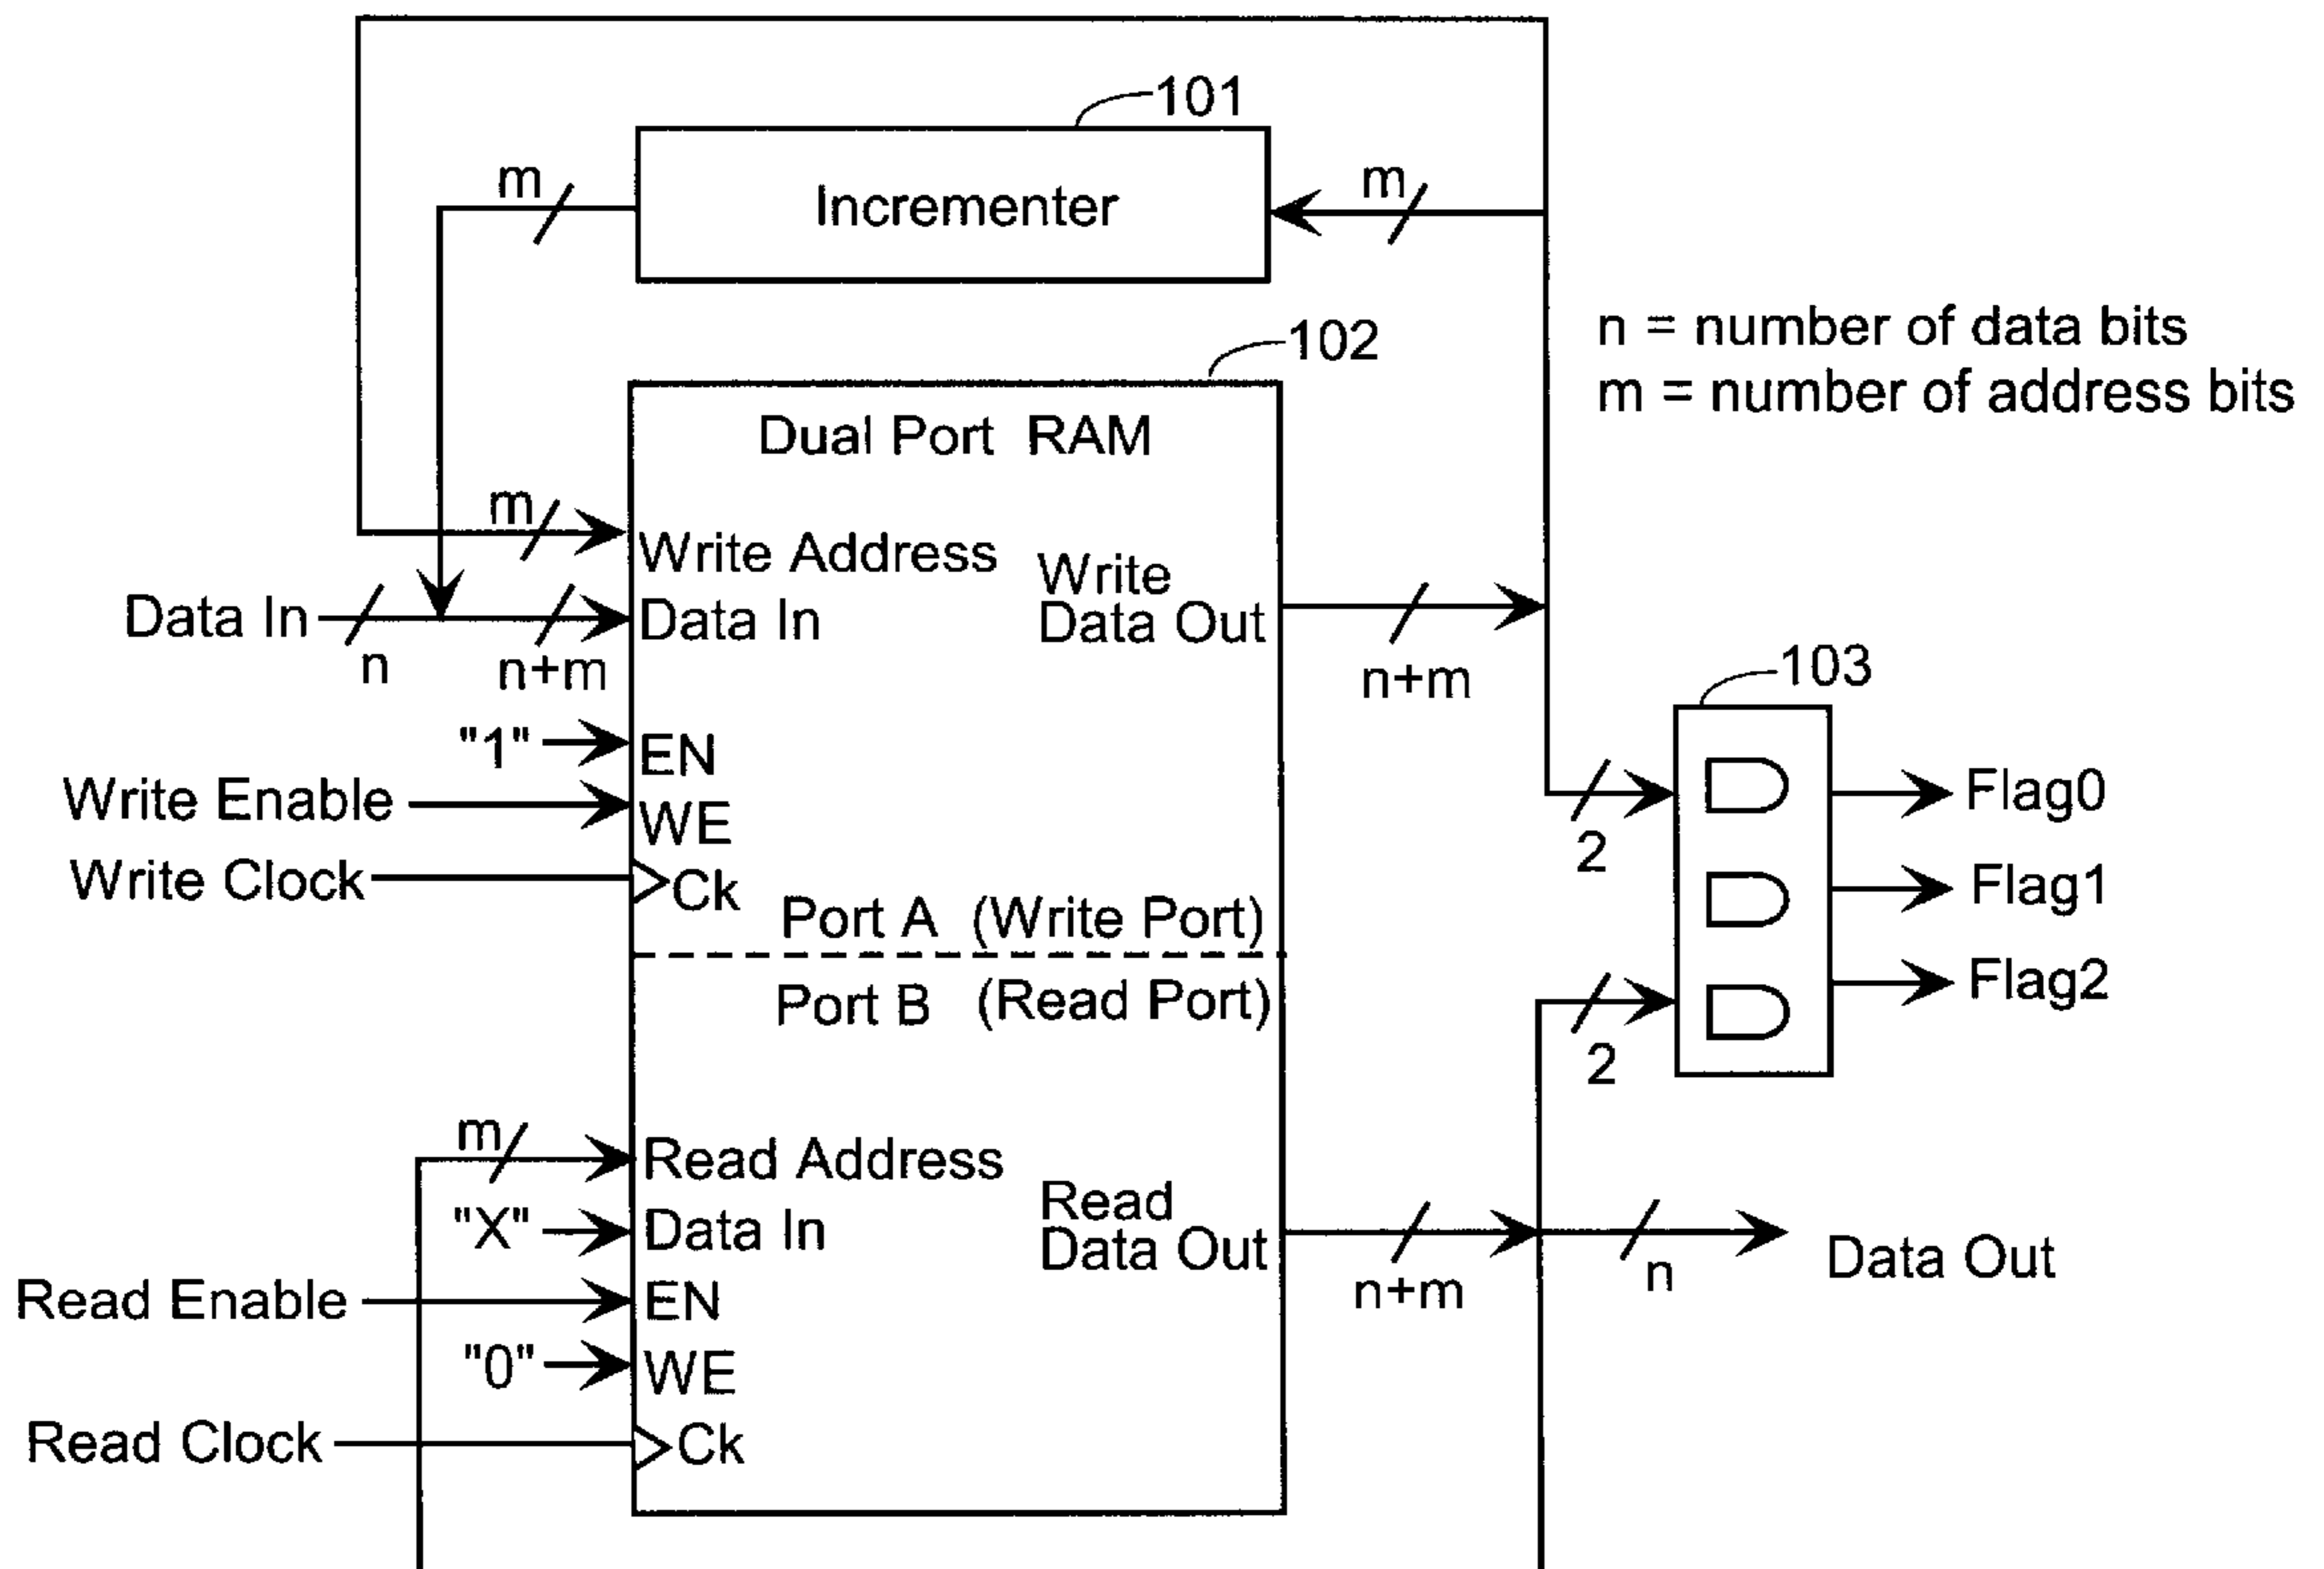 101
m
m
Incrementer
n = number of data bits
m = number of address bits
102
Dual Port RAM
m
Write Address
Write
Data Out
Data In
Data In
n
n+m
n+m
103
"1"
EN
Write Enable
WE
2
Flag0
Write Clock
Ck
Flag1
Port A (Write Port)
Port B (Read Port)
Flag2
2
m
Read Address
Read
Data Out
"X"
Data In
n+m
n
Data Out
Read Enable
EN
"0"
WE
Read Clock
Ck